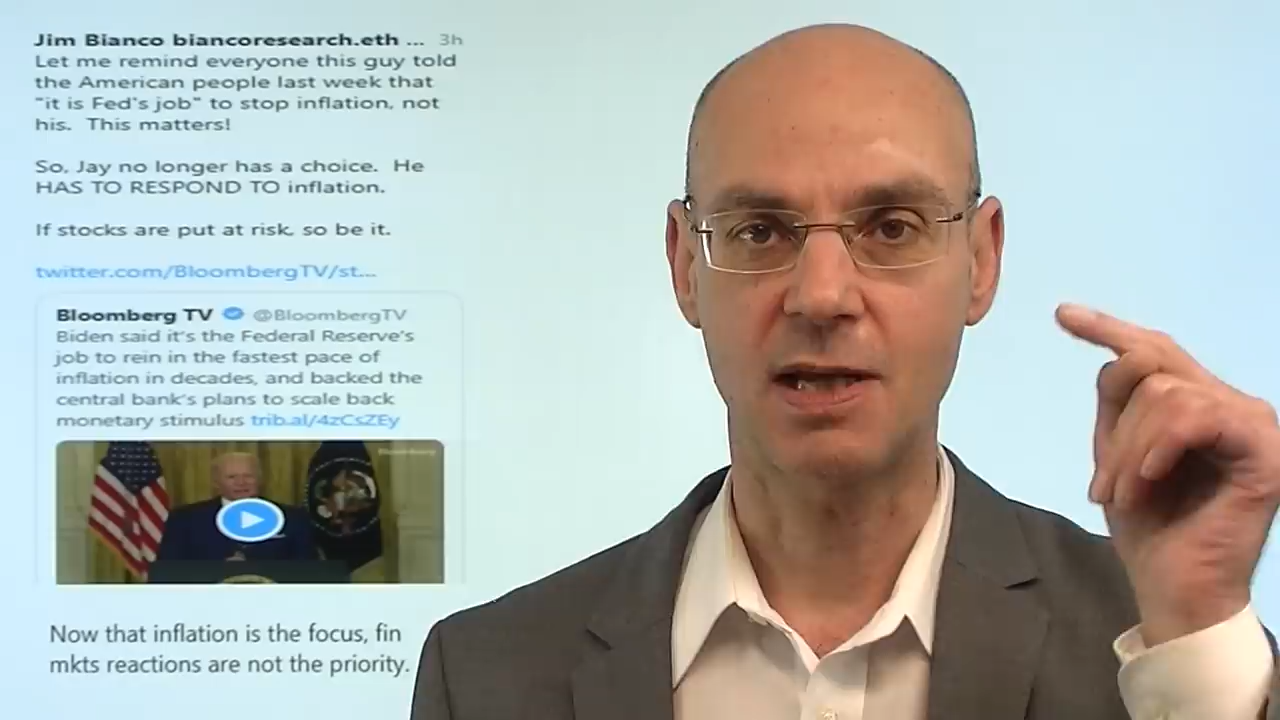 Jim Bianco biancoresearch.eth ... 3h
Let me remind everyone this guy told
the American people last week that
"it is Fed's job" to stop inflation, not
his. This matters!
So, Jay no longer has a choice. He
HAS TO RESPOND TO inflation.
If stocks are put at risk, so be it.
twitter.com/BloombergTV/st...
Bloomberg TV @BloombergTV
Biden said it's the Federal Reserve's
job to rein in the fastest pace of
inflation in decades, and backed the
central bank's plans to scale back
monetary stimulus trib.al/4zCsZEy
Bloomberg
Now that inflation is the focus, fin
mkts reactions are not the priority.